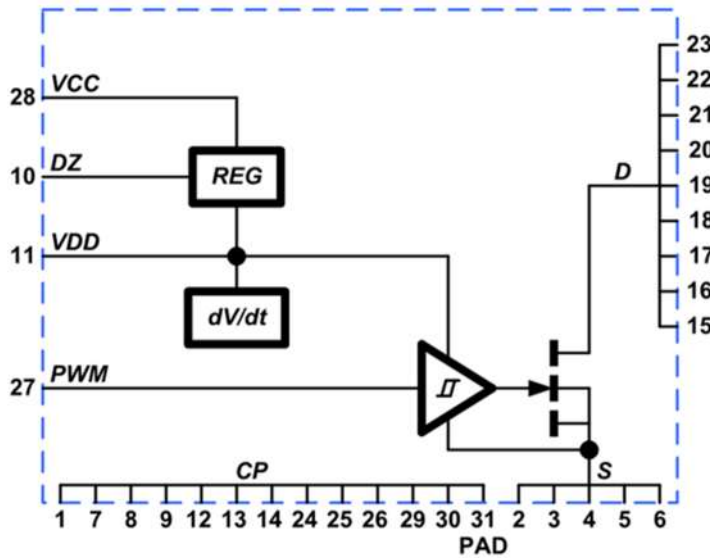 23
28 VCC
22
21
10 DZ
REG
20
D
19
18
11 VDD
17
16
dV/dt
15
27 PWM
CP
S
1 7 8 9 12 13 14 24 25 26 29 30 31 2 3 4 5 6
PAD